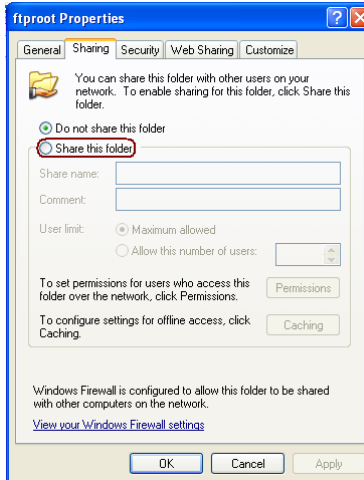 ftproot Properties
General Sharing Security Web Sharing Customize
You can share this folder with other users on your
network. To enable sharing for this folder, click Share this
folder.
Do not share this folder
Share this folder
Share name:
Comment:
User limit: Maximum allowed
Allow this number of users:
To set permissions for users who access this
folder over the network, click Permissions.
Permissions
To configure settings for offline access, click
Caching.
Caching
Windows Firewall is configured to allow this folder to be shared
with other computers on the network.
View your Windows Firewall settings
OK Cancel Apply